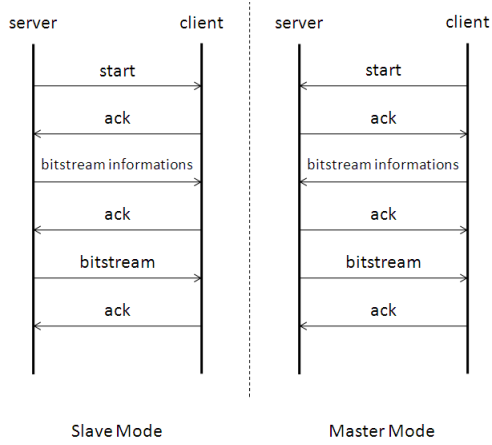 server
client
start
ack
bitstream informations
ack
bitstream
ack
Slave Mode
server
client
start
ack
bitstream informations
ack
bitstream
ack
Master Mode